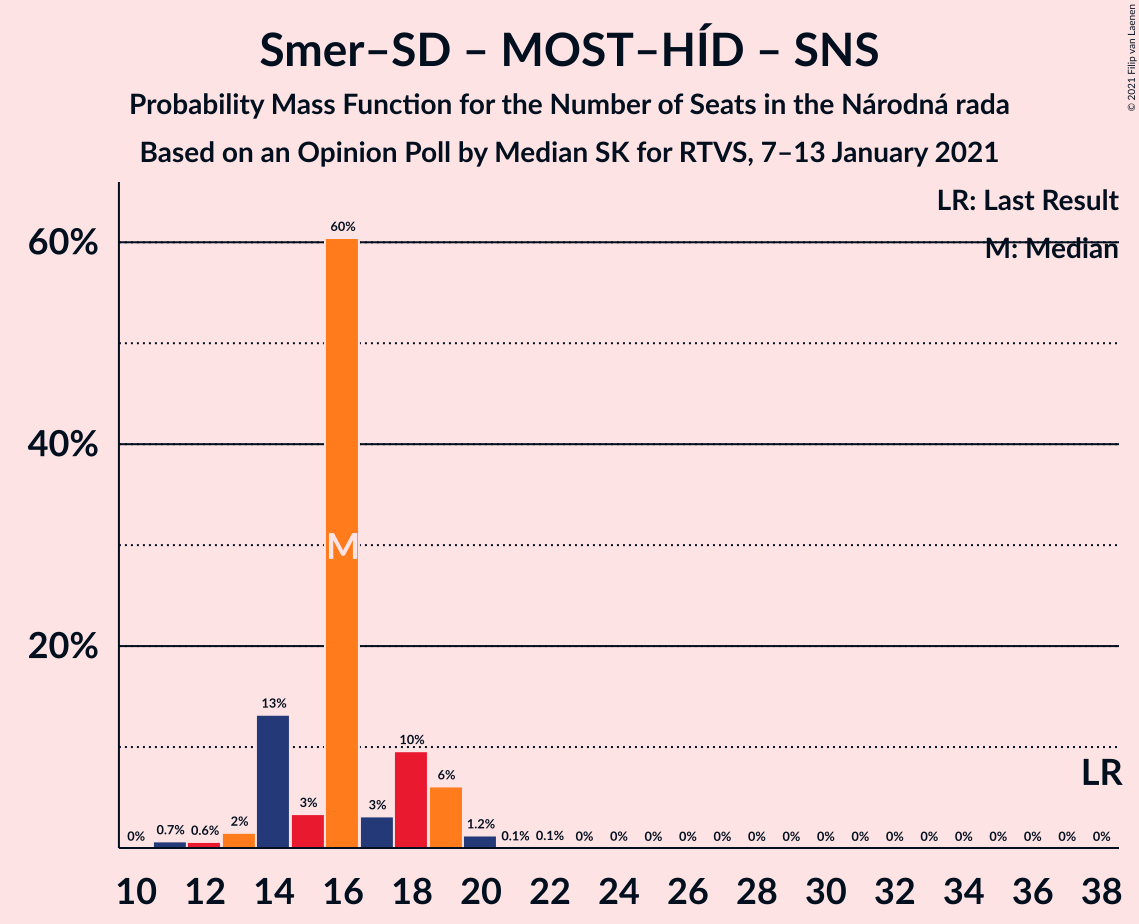 Smer–SD – MOST–HÍD – SNS
Probability Mass Function for the Number of Seats in the Národná rada
Based on an Opinion Poll by Median SK for RTVS, 7–13 January 2021
© 2021 Filip van Laenen
LR: Last Result
M: Median
60%
40%
20%
0% 0.7% 0.6% 2% 13% 3% 60% 3% 10% 6% 1.2% 0.1% 0.1% 0% 0% 0% 0% 0% 0% 0% 0% 0% 0% 0% 0% 0% 0% 0% 0%
M
LR
10 12 14 16 18 20 22 24 26 28 30 32 34 36 38